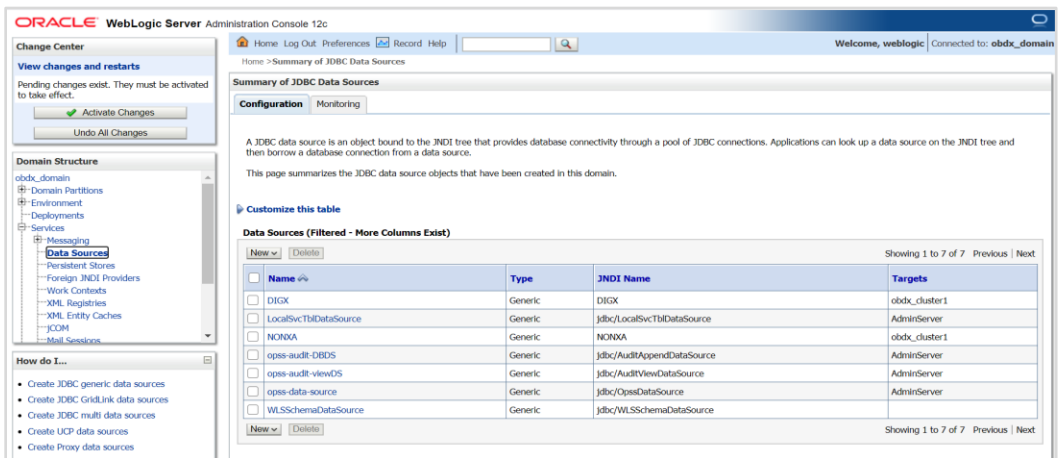 ORACLE WebLogic Server Administration Console 12c
Change Center
View changes and restarts
Pending changes exist. They must be activated
to take effect.
Activate Changes
Undo All Changes
Domain Structure
obdx_domain
Domain Partitions
Environment
Deployments
Services
Messaging
Data Sources
Persistent Stores
Foreign JNDI Providers
Work Contexts
XML Registries
XML Entity Caches
jCOM
Mail Sessions
How do I...
Create JDBC generic data sources
Create JDBC GridLink data sources
Create JDBC multi data sources
Create UCP data sources
Create Proxy data sources
Home Log Out Preferences Record Help
Welcome, weblogic Connected to: obdx_domain
Home >Summary of JDBC Data Sources
Summary of JDBC Data Sources
Configuration Monitoring
A JDBC data source is an object bound to the JNDI tree that provides database connectivity through a pool of JDBC connections. Applications can look up a data source on the JNDI tree and
then borrow a database connection from a data source.
This page summarizes the JDBC data source objects that have been created in this domain.
Customize this table
Data Sources (Filtered - More Columns Exist)
New Delete Showing 1 to 7 of 7 Previous | Next
Name Type JNDI Name Targets
DIGX Generic DIGX obdx_cluster1
LocalSvcTblDataSource Generic jdbc/LocalSvcTblDataSource AdminServer
NONXA Generic NONXA obdx_cluster1
opss-audit-DBDS Generic jdbc/AuditAppendDataSource AdminServer
opss-audit-viewDS Generic jdbc/AuditViewDataSource AdminServer
opss-data-source Generic jdbc/OpssDataSource AdminServer
WLSSchemaDataSource Generic jdbc/WLSSchemaDataSource
New Delete Showing 1 to 7 of 7 Previous | Next